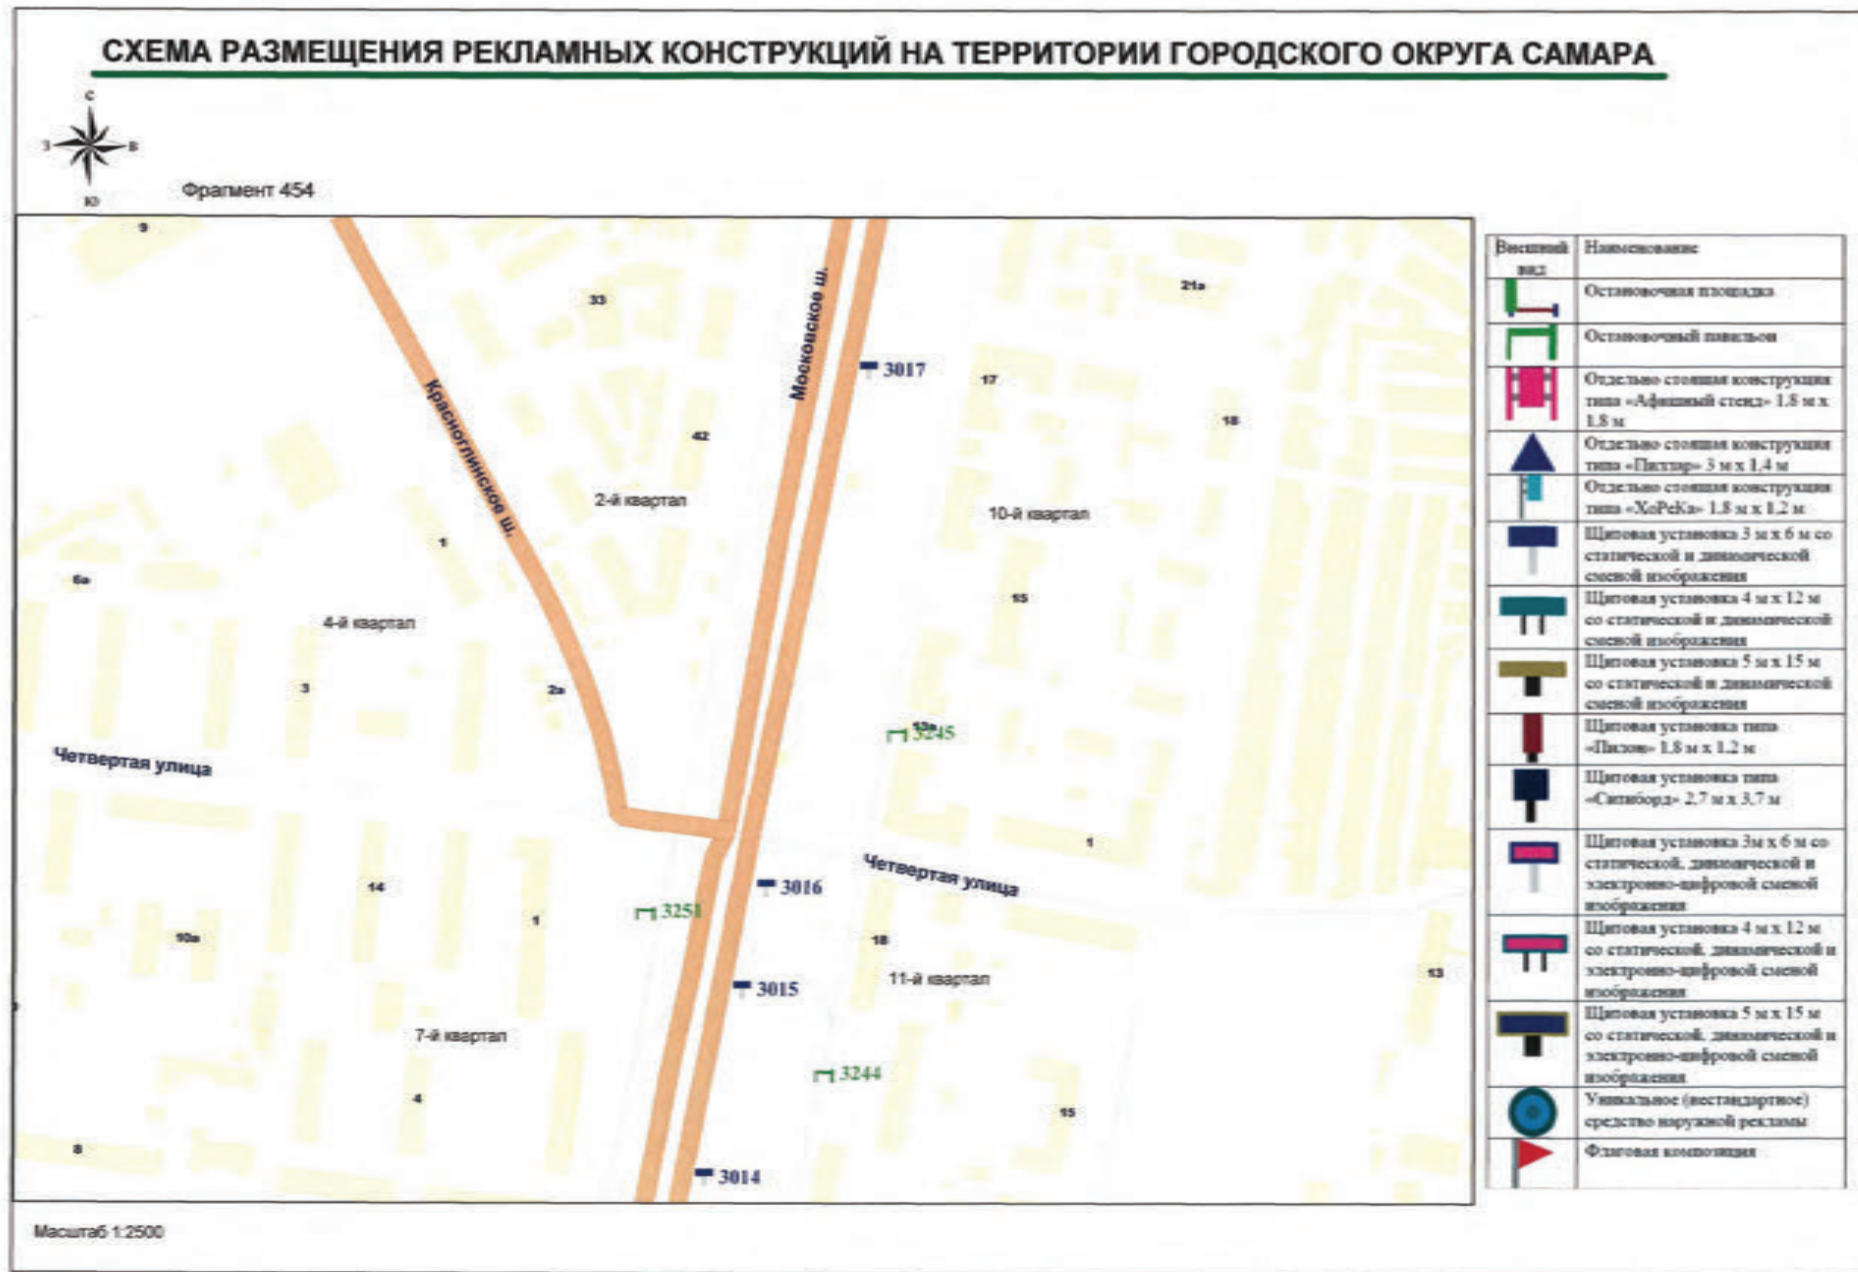 СХЕМА РАЗМЕЩЕНИЯ РЕКЛАМНЫХ КОНСТРУКЦИЙ НА ТЕРРИТОРИИ ГОРОДСКОГО ОКРУГА САМАРА
С
З
В
Ю
Фрагмент 454
9
33
Московское ш.
21а
3017
17
Красноглинское ш.
42
18
2-й квартал
10-й квартал
1
6а
15
4-й квартал
3
2а
3245
Четвертая улица
1
Четвертая улица
14
3016
3251
1
10а
18
11-й квартал
13
3015
7-й квартал
3244
4
15
8
3014
Масштаб 1:2500
Внешний
вид
Наименование
Остановочная площадка
Остановочный павильон
Отдельно стоящая конструкция
типа «Афишный стенд» 1,8 м х
1,8 м
Отдельно стоящая конструкция
типа «Пиллар» 3 м х 1,4 м
Отдельно стоящая конструкция
типа «ХоРеКа» 1,8 м х 1,2 м
Щитовая установка 3 м х 6 м со
статической и динамической
сменой изображения
Щитовая установка 4 м х 12 м
со статической и динамической
сменой изображения
Щитовая установка 5 м х 15 м
со статической и динамической
сменой изображения
Щитовая установка типа
«Пилон» 1,8 м х 1,2 м
Щитовая установка типа
«Ситиборд» 2,7 м х 3,7 м
Щитовая установка 3м х 6 м со
статической, динамической и
электронно-цифровой сменой
изображения
Щитовая установка 4 м х 12 м
со статической, динамической и
электронно-цифровой сменой
изображения
Щитовая установка 5 м х 15 м
со статической, динамической и
электронно-цифровой сменой
изображения
Уникальное (нестандартное)
средство наружной рекламы
Флаговая композиция